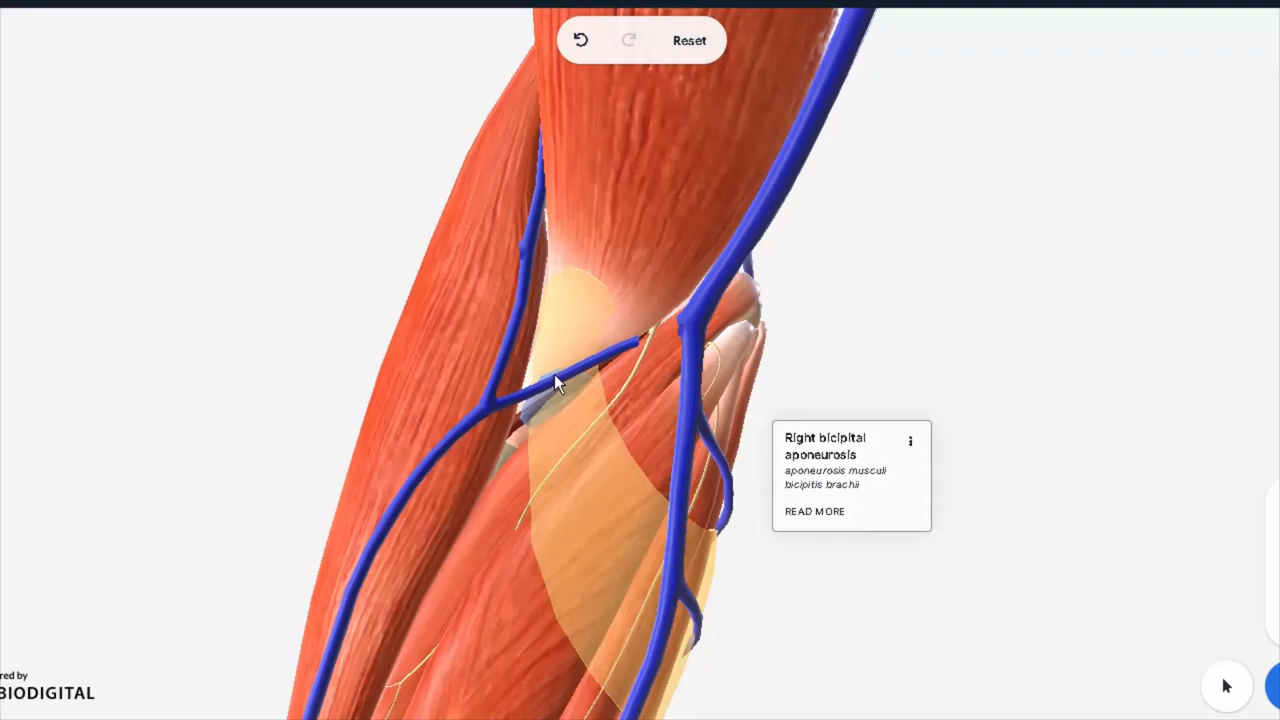 Reset
Right bicipital
aponeurosis
aponeurosis musculi
bicipitis brachii
READ MORE
red by
BIODIGITAL